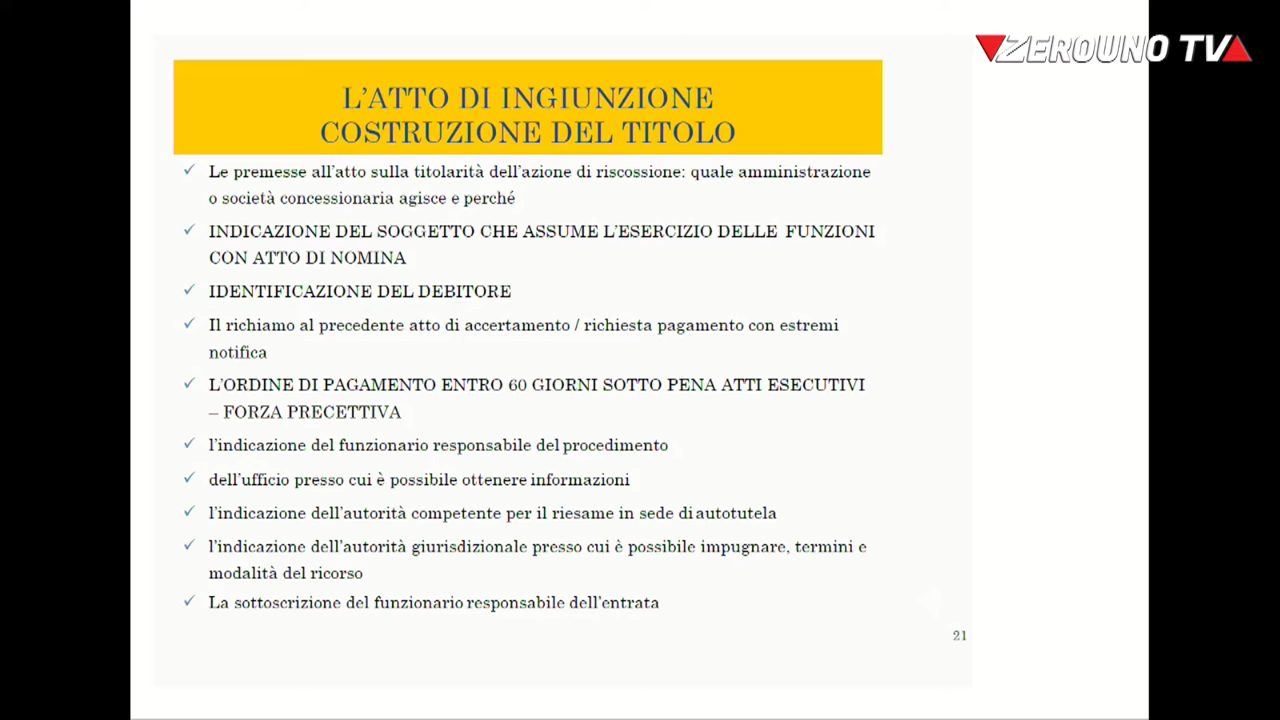 ZEROUNO TV
L'ATTO DI INGIUNZIONE
COSTRUZIONE DEL TITOLO
✓ Le premesse all'atto sulla titolarità dell'azione di riscossione: quale amministrazione
o società concessionaria agisce e perché
✓ INDICAZIONE DEL SOGGETTO CHE ASSUME L'ESERCIZIO DELLE FUNZIONI
CON ATTO DI NOMINA
✓ IDENTIFICAZIONE DEL DEBITORE
✓ Il richiamo al precedente atto di accertamento / richiesta pagamento con estremi
notifica
✓ L'ORDINE DI PAGAMENTO ENTRO 60 GIORNI SOTTO PENA ATTI ESECUTIVI
– FORZA PRECETTIVA
✓ l'indicazione del funzionario responsabile del procedimento
✓ dell'ufficio presso cui è possibile ottenere informazioni
✓ l'indicazione dell'autorità competente per il riesame in sede di autotutela
✓ l'indicazione dell'autorità giurisdizionale presso cui è possibile impugnare, termini e
modalità del ricorso
✓ La sottoscrizione del funzionario responsabile dell'entrata
21